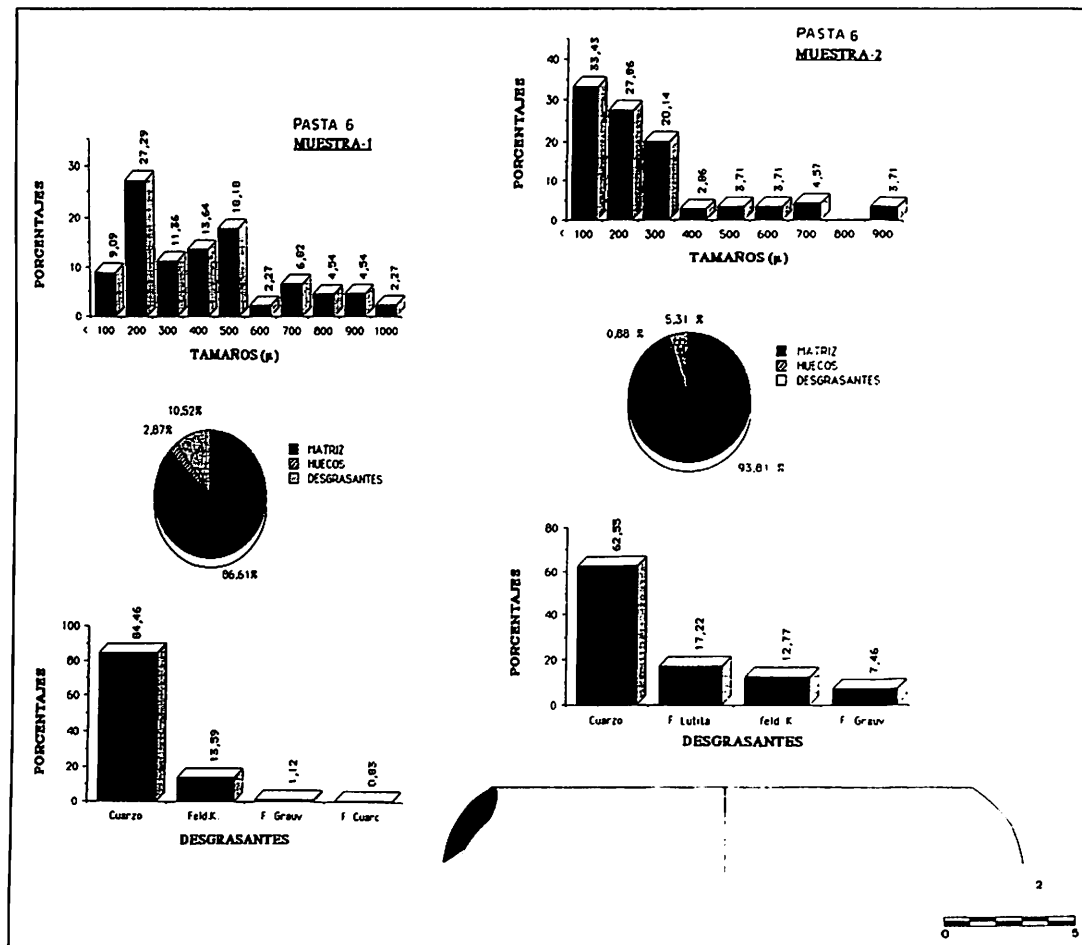 PASTA 6
MUESTRA-1
PORCENTAJES
30
20
10
0
9,09
27,29
11,36
13,64
18,18
2,27
6,82
4,54
4,54
2,27
< 100 200 300 400 500 600 700 800 900 1000
TAMAÑOS (µ)
10,52%
2,87%
86,61%
MATRIZ
HUECOS
DESGRASANTES
PORCENTAJES
100
80
60
40
20
0
84,46
13,59
1,12
0,83
Cuarzo Feld.K. F Grauv F Cuarc
DESGRASANTES
PASTA 6
MUESTRA-2
PORCENTAJES
40
30
20
10
0
33,43
27,86
20,14
2,86
3,71
3,71
4,57
3,71
< 100 200 300 400 500 600 700 800 900
TAMAÑOS (µ)
5,31 %
0,88 %
93,81 %
MATRIZ
HUECOS
DESGRASANTES
PORCENTAJES
80
60
40
20
0
62,55
17,22
12,77
7,46
Cuarzo F Lutita Feld K F Grauv
DESGRASANTES
2
0 5